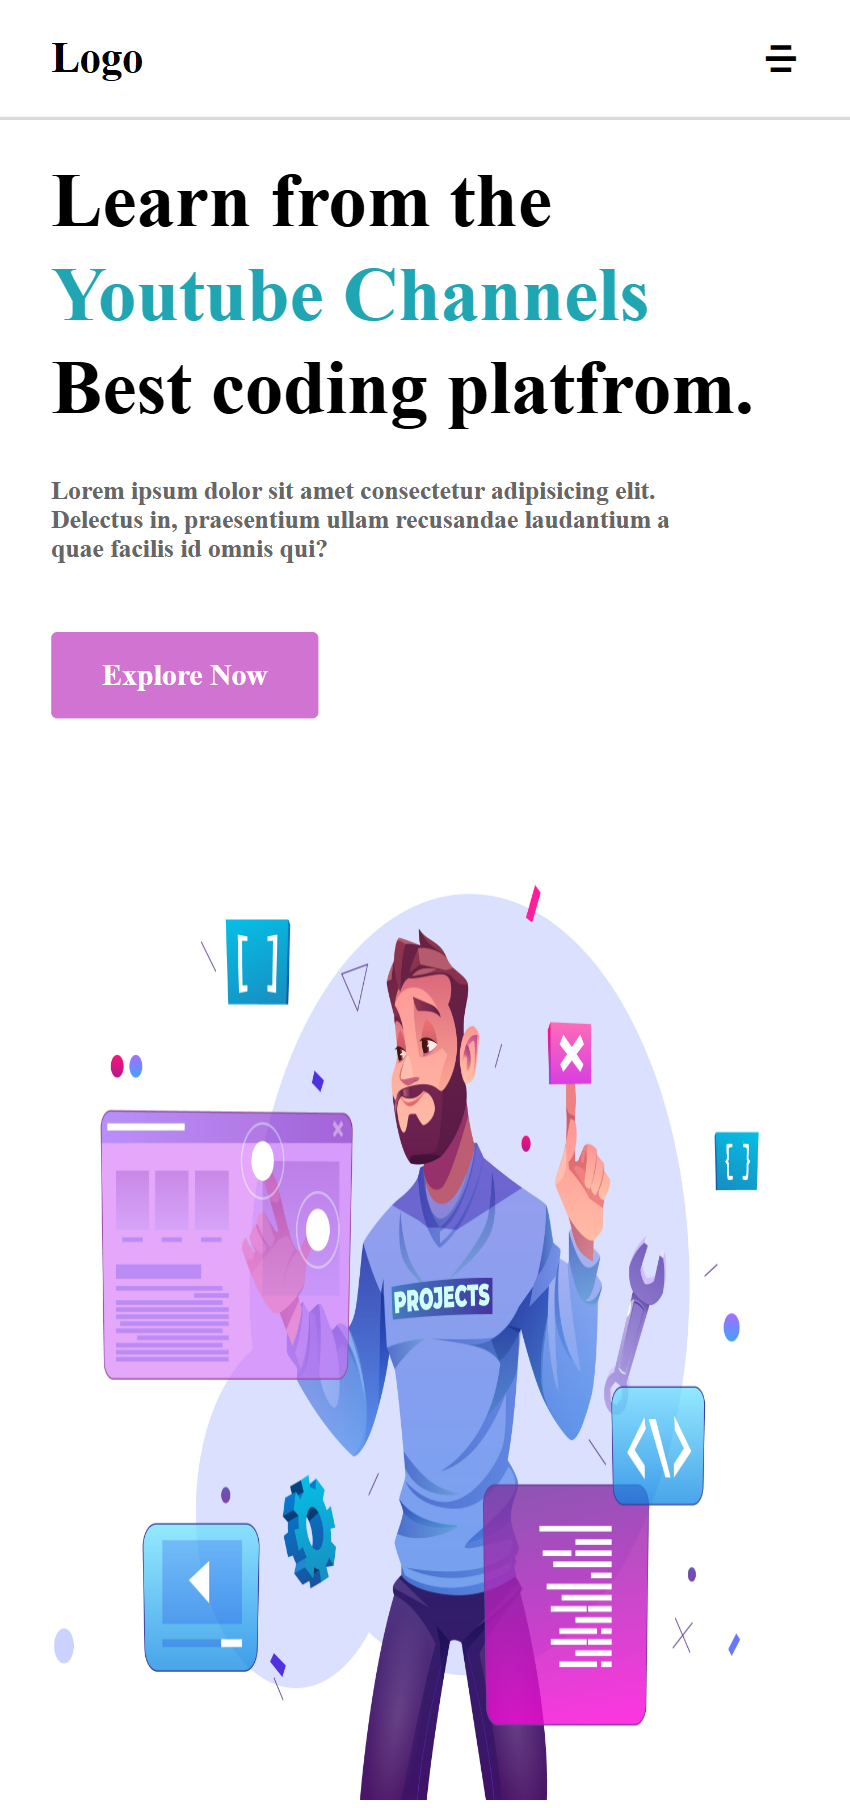 Logo
Learn from the
Youtube Channels
Best coding platfrom.
Lorem ipsum dolor sit amet consectetur adipisicing elit.
Delectus in, praesentium ullam recusandae laudantium a
quae facilis id omnis qui?
Explore Now
[ ]
{ }
PROJECTS
<\>